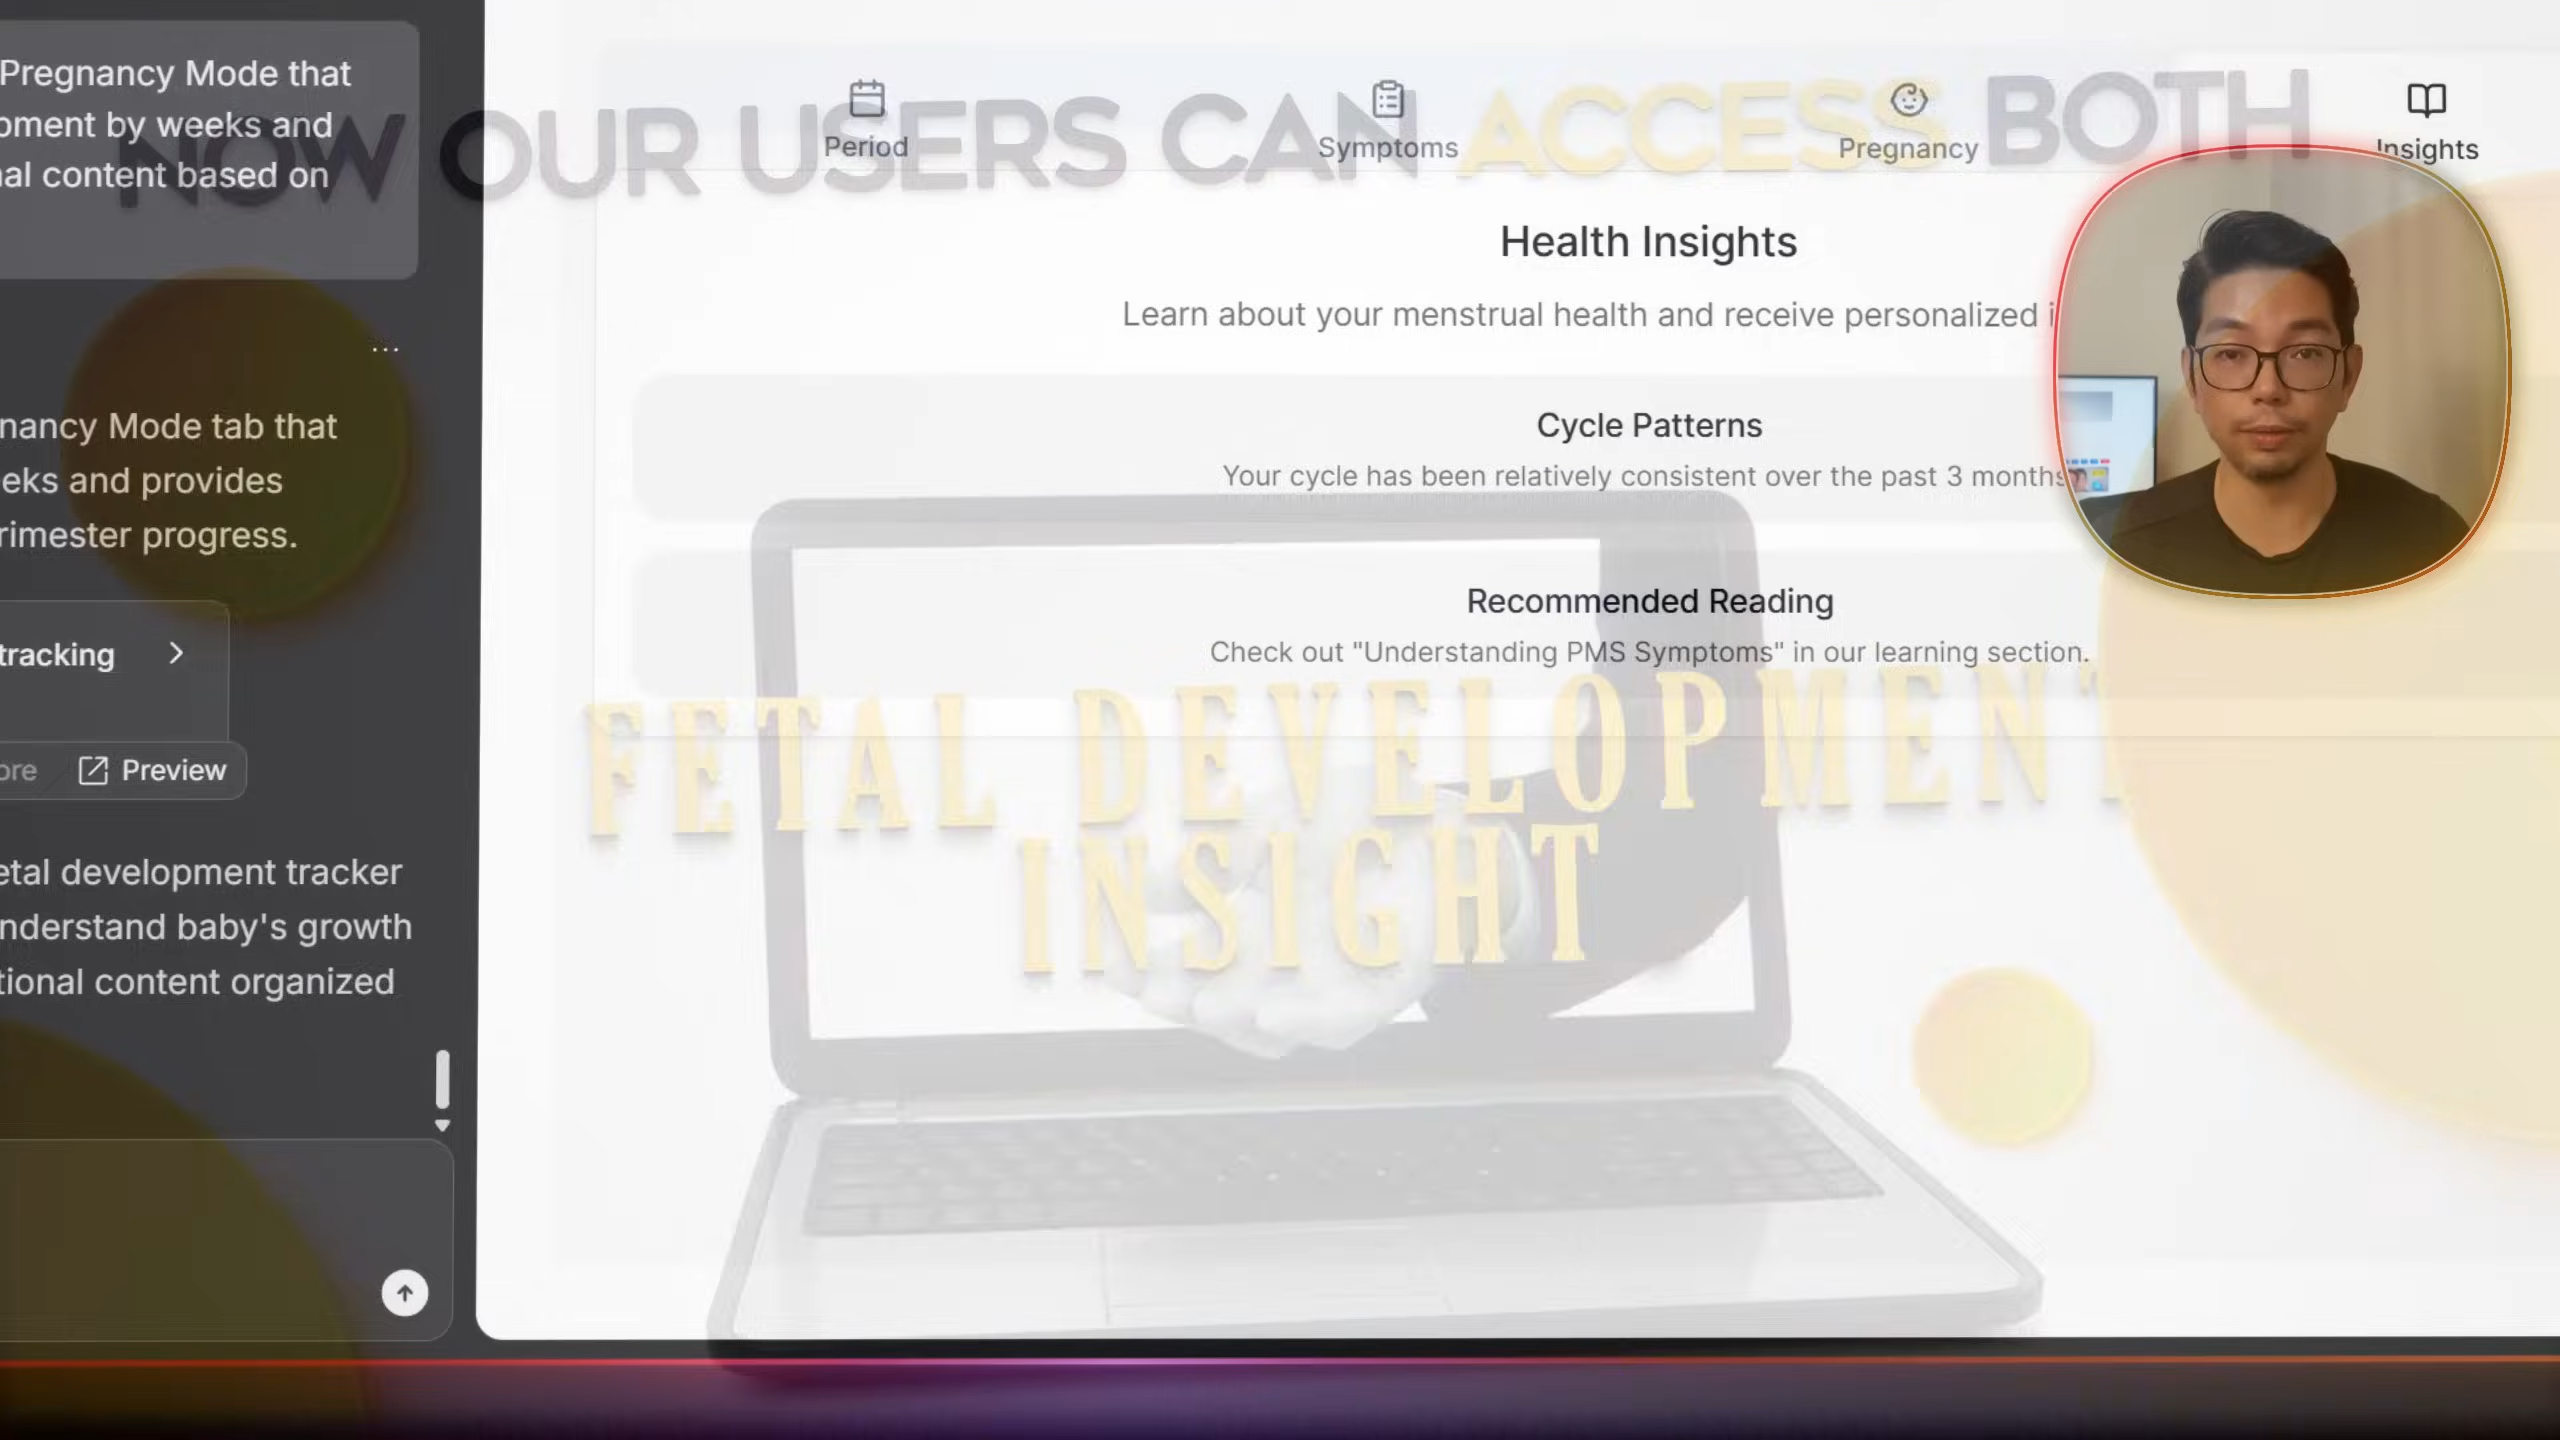 Pregnancy Mode that
pment by weeks and
al content based on
NOW OUR USERS CAN ACCESS BOTH
nancy Mode tab that
eks and provides
rimester progress.
tracking
ore
Preview
etal development tracker
nderstand baby's growth
tional content organized
Period
Symptoms
Pregnancy
Insights
Health Insights
Learn about your menstrual health and receive personalized i
Cycle Patterns
Your cycle has been relatively consistent over the past 3 months
Recommended Reading
Check out "Understanding PMS Symptoms" in our learning section.
FETAL DEVELOPMENT
INSIGHT